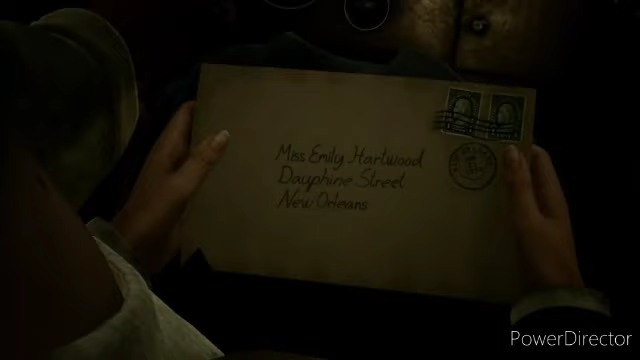 Miss Emily Hartwood
Dauphine Street
New Orleans
PowerDirector